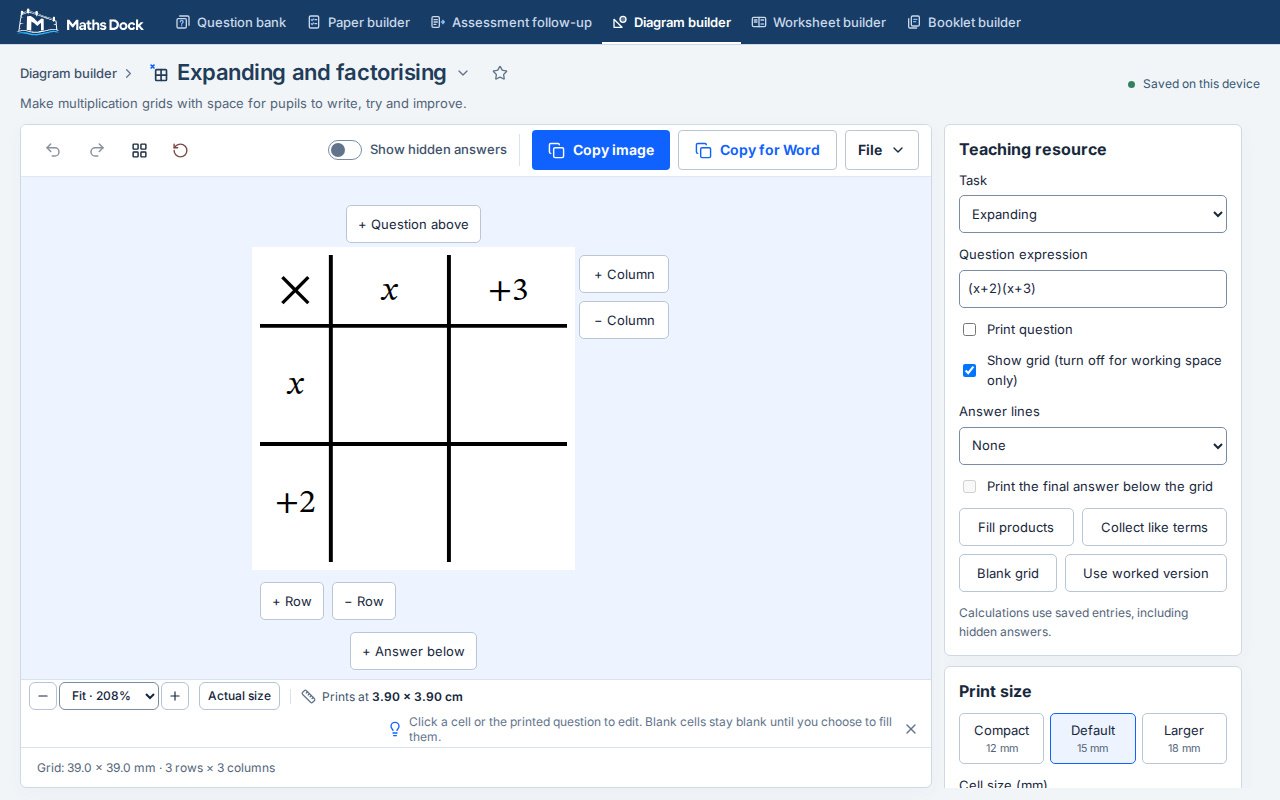 Maths Dock
Question bank
Paper builder
Assessment follow-up
Diagram builder
Worksheet builder
Booklet builder
Diagram builder
Expanding and factorising
Make multiplication grids with space for pupils to write, try and improve.
Saved on this device
Show hidden answers
Copy image
Copy for Word
File
+ Question above
× x +3
x
+2
+ Column
− Column
+ Row
− Row
+ Answer below
− Fit · 208% + Actual size
Prints at 3.90 × 3.90 cm
Click a cell or the printed question to edit. Blank cells stay blank until you choose to fill
them.
Grid: 39.0 × 39.0 mm · 3 rows × 3 columns
Teaching resource
Task
Expanding
Question expression
(x+2)(x+3)
Print question
Show grid (turn off for working space
only)
Answer lines
None
Print the final answer below the grid
Fill products
Collect like terms
Blank grid
Use worked version
Calculations use saved entries, including
hidden answers.
Print size
Compact
12 mm
Default
15 mm
Larger
18 mm
Cell size (mm)